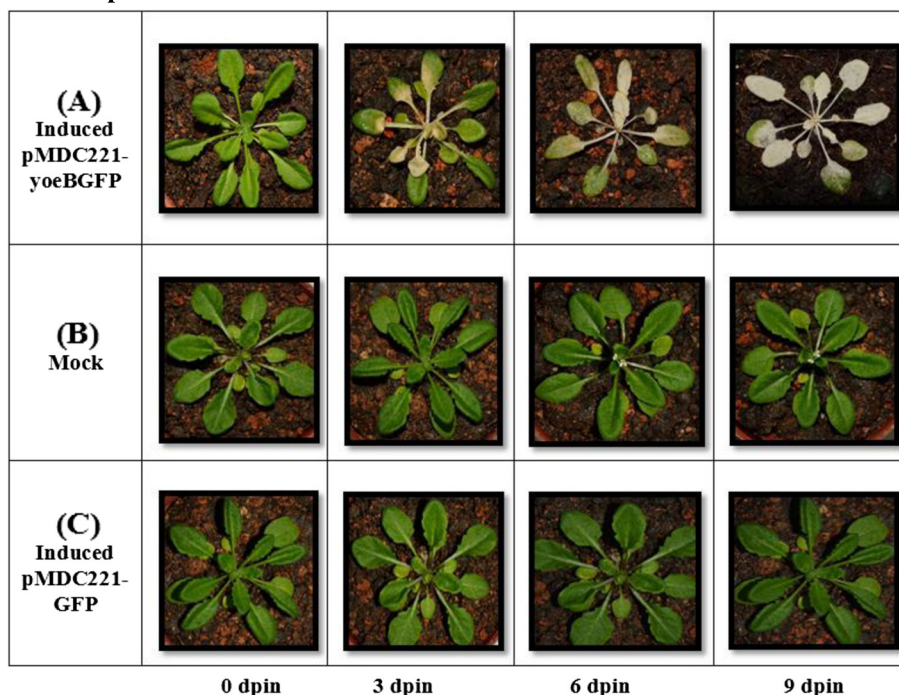 (A)
Induced
pMDC221-
yoeBGFP
(B)
Mock
(C)
Induced
pMDC221-
GFP
0 dpin 3 dpin 6 dpin 9 dpin